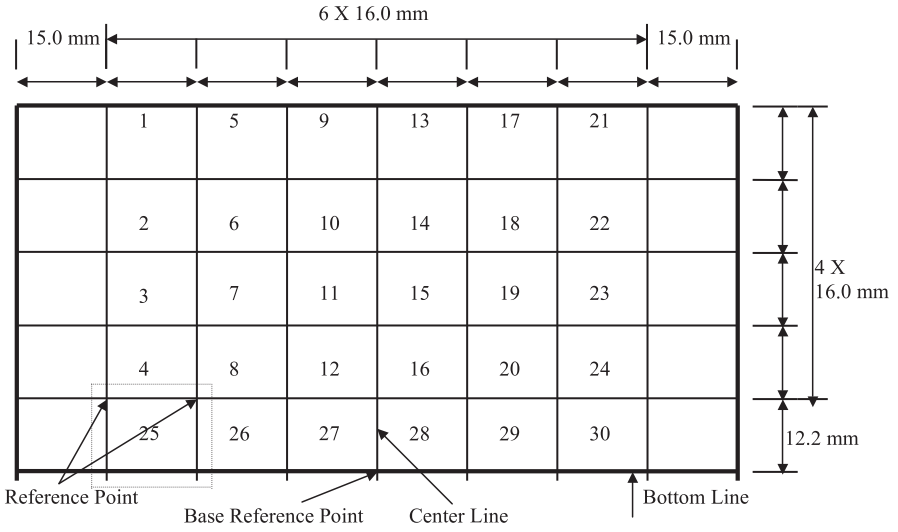 6 X 16.0 mm
15.0 mm 15.0 mm
1 5 9 13 17 21
2 6 10 14 18 22
3 7 11 15 19 23
4 X
16.0 mm
4 8 12 16 20 24
25 26 27 28 29 30
12.2 mm
Reference Point
Base Reference Point
Center Line
Bottom Line